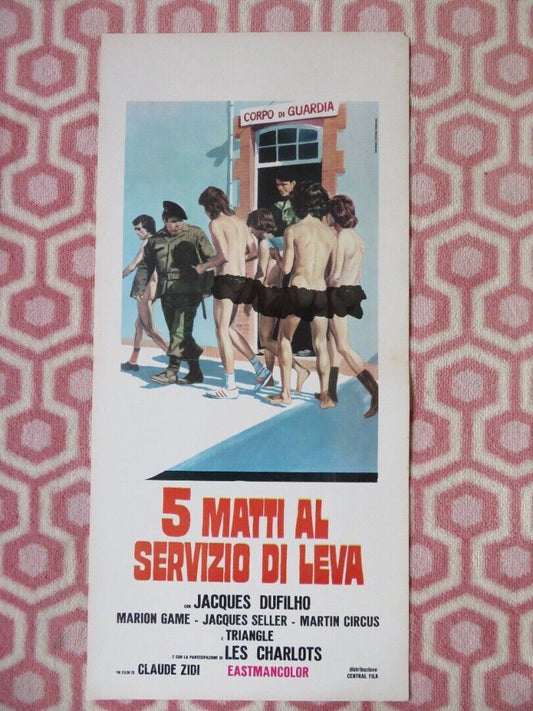 CORPO DI GUARDIA
5 MATTI AL
SERVIZIO DI LEVA
con JACQUES DUFILHO
MARION GAME - JACQUES SELLER - MARTIN CIRCUS
e TRIANGLE
E CON LA PARTECIPAZIONE DI LES CHARLOTS
UN FILM DI CLAUDE ZIDI EASTMANCOLOR distribuzione
CENTRAL FILM